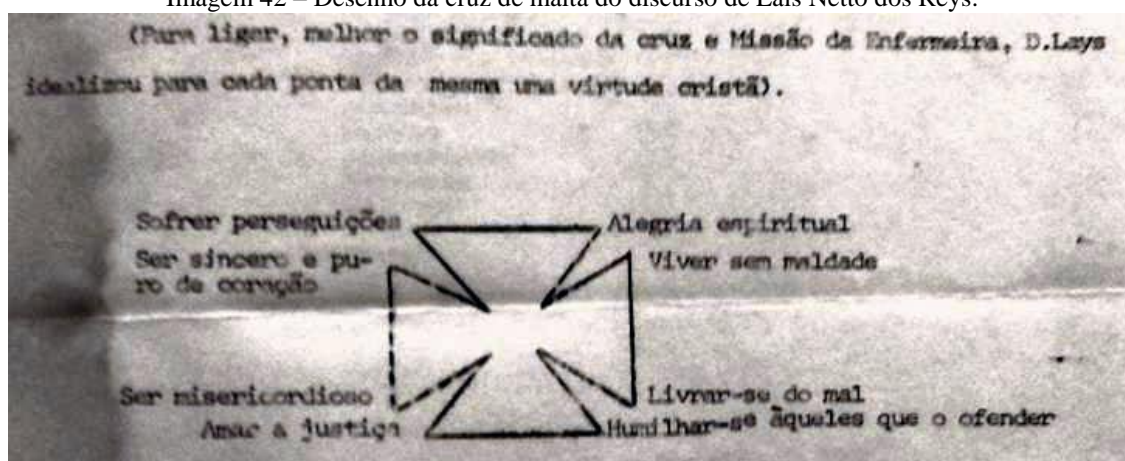 Imagem 42 – Desenho da cruz de malta do discurso de Laís Netto dos Reys.
(Para ligar, melhor o significado da cruz e Missão da Enfermeira, D.Lays
idealizou para cada ponta da mesma uma virtude cristã).
Sofrer perseguições Alegria espiritual
Ser sincero e pu- Viver sem maldade
ro de coração
Ser misericordioso Livrar-se do mal
Amar a justiça Humilhar-se àqueles que o ofender